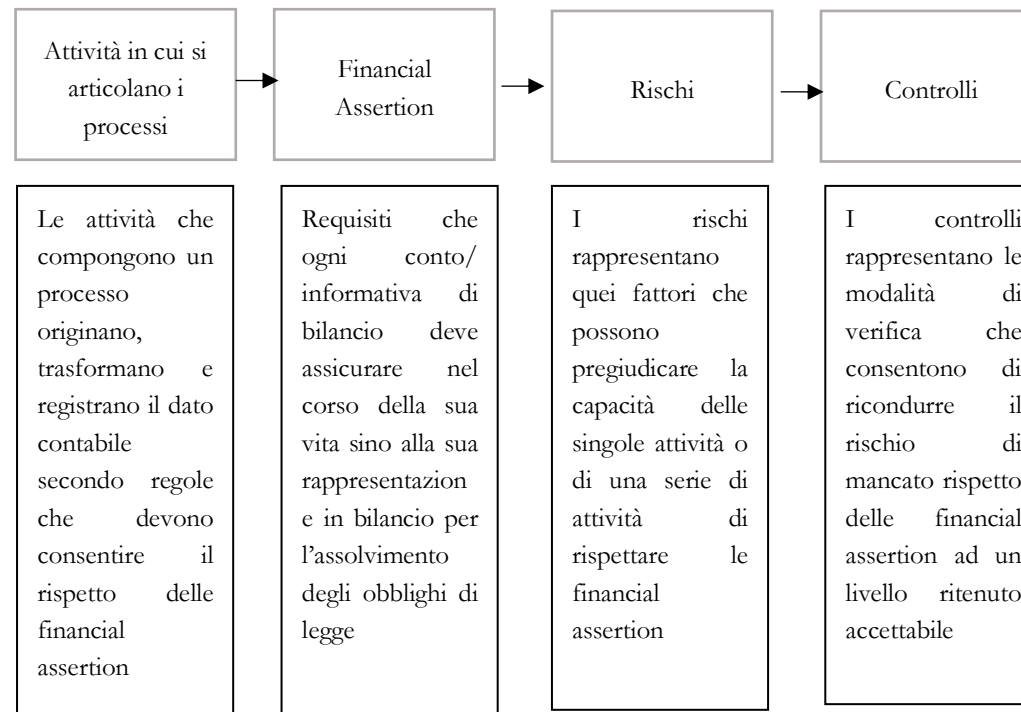 Attività in cui si
articolano i
processi
Financial
Assertion
Rischi
Controlli
Le attività che
compongono un
processo
originano,
trasformano e
registrano il dato
contabile
secondo regole
che devono
consentire il
rispetto delle
financial
assertion
Requisiti che
ogni conto/
informativa di
bilancio deve
assicurare nel
corso della sua
vita sino alla sua
rappresentazion
e in bilancio per
l'assolvimento
degli obblighi di
legge
I rischi
rappresentano
quei fattori che
possono
pregiudicare la
capacità delle
singole attività o
di una serie di
attività di
rispettare le
financial
assertion
I controlli
rappresentano le
modalità di
verifica che
consentono di
ricondurre il
rischio di
mancato rispetto
delle financial
assertion ad un
livello ritenuto
accettabile